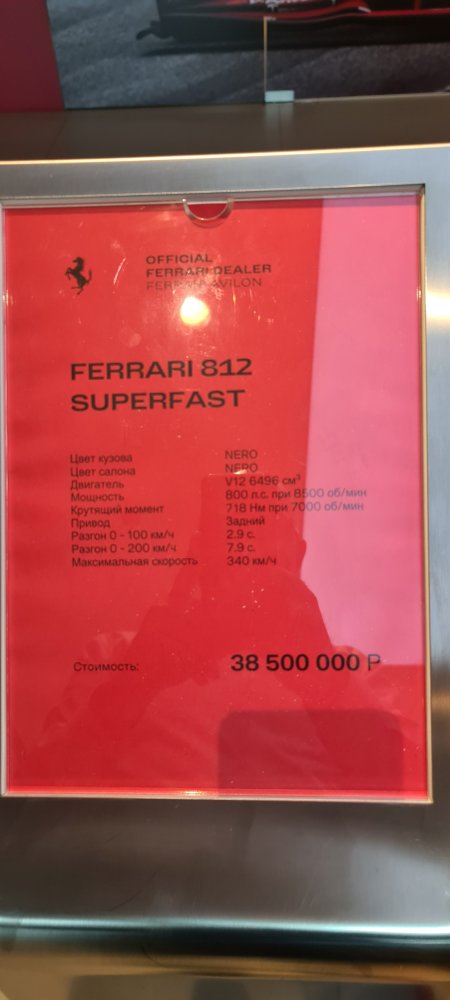 OFFICIAL
FERRARI DEALER
FERRARI AVILON
FERRARI 812
SUPERFAST
Цвет кузова NERO
Цвет салона NERO
Двигатель V12 6496 см³
Мощность 800 л.с. при 8500 об/мин
Крутящий момент 718 Нм при 7000 об/мин
Привод Задний
Разгон 0 - 100 км/ч 2.9 с.
Разгон 0 - 200 км/ч 7.9 с.
Максимальная скорость 340 км/ч
Стоимость: 38 500 000 Р